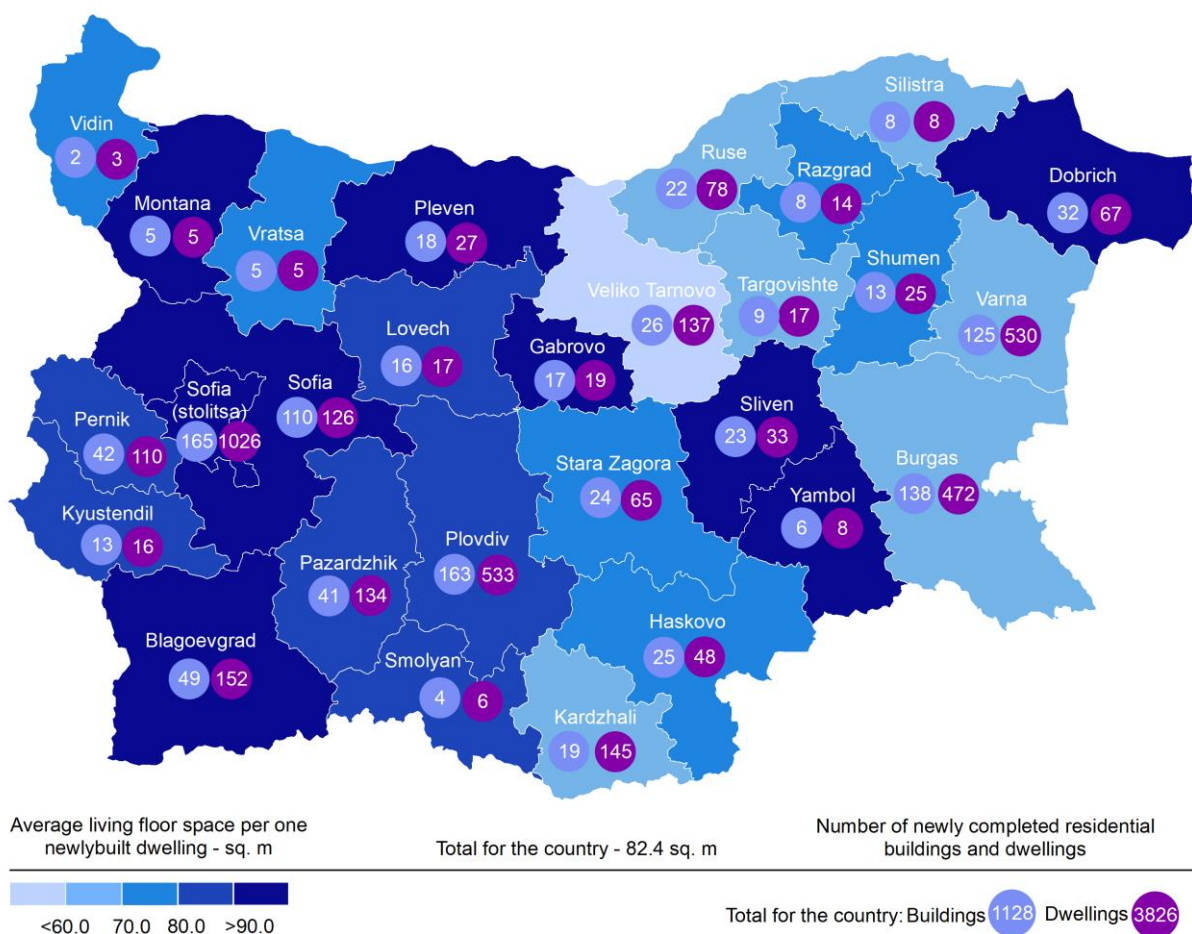 Silistra
8 8
Vidin
2 3
Ruse
22 78
Razgrad
8 14
Dobrich
32 67
Montana
5 5
Pleven
18 27
Vratsa
5 5
Shumen
13 25
Veliko Tarnovo
26 137
Targovishte
9 17
Varna
125 530
Lovech
16 17
Gabrovo
17 19
Sofia
(stolitsa)
165 1026
Sofia
110 126
Pernik
42 110
Sliven
23 33
Stara Zagora
24 65
Burgas
138 472
Yambol
6 8
Kyustendil
13 16
Plovdiv
163 533
Pazardzhik
41 134
Blagoevgrad
49 152
Haskovo
25 48
Smolyan
4 6
Kardzhali
19 145
Average living floor space per one
newlybuilt dwelling - sq. m
Total for the country - 82.4 sq. m
Number of newly completed residential
buildings and dwellings
<60.0 70.0 80.0 >90.0
Total for the country: Buildings 1128 Dwellings 3826